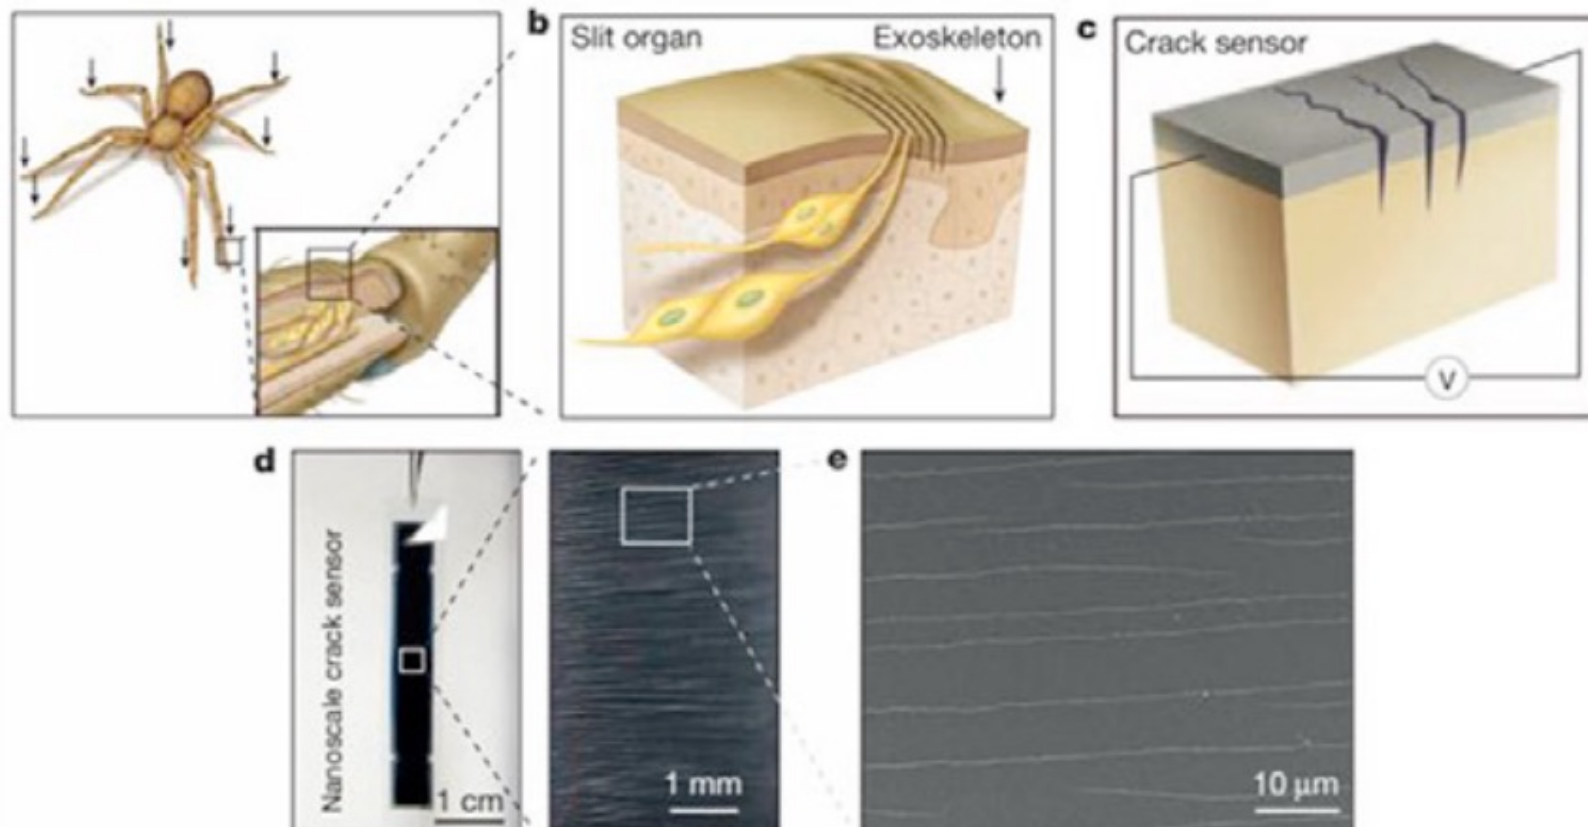 b
Slit organ
Exoskeleton
c
Crack sensor
V
d
Nanoscale crack sensor
1 cm
1 mm
e
10 μm